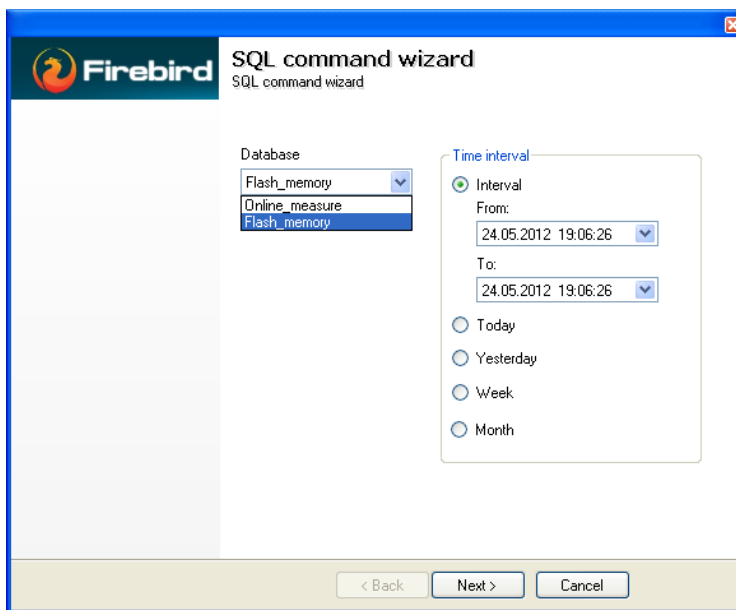 Firebird
SQL command wizard
SQL command wizard
Database
Flash_memory
Online_measure
Flash_memory
Time interval
Interval
From:
24.05.2012 19:06:26
To:
24.05.2012 19:06:26
Today
Yesterday
Week
Month
< Back
Next >
Cancel